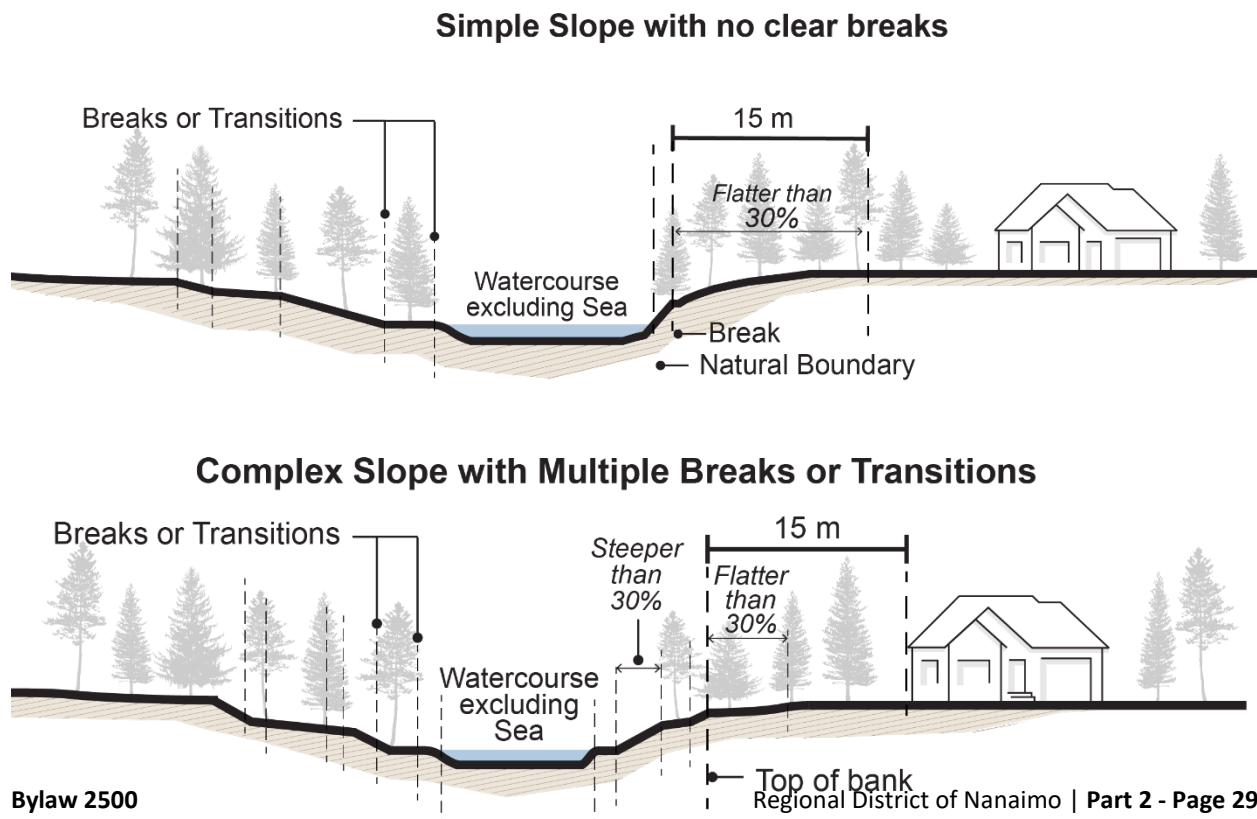 Simple Slope with no clear breaks
Breaks or Transitions
15 m
Flatter than
30%
Watercourse
excluding Sea
Break
Natural Boundary
Complex Slope with Multiple Breaks or Transitions
Breaks or Transitions
15 m
Steeper
than
30%
Flatter
than
30%
Watercourse
excluding
Sea
Top of bank
Bylaw 2500
Regional District of Nanaimo | Part 2 - Page 29